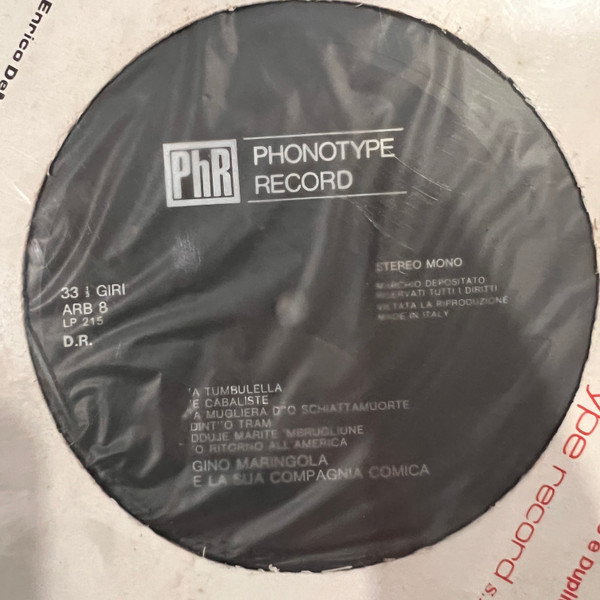 Enrico De
PhR
PHONOTYPE
RECORD
STEREO MONO
MARCHIO DEPOSITATO
RISERVATI TUTTI I DIRITTI
VIETATA LA RIPRODUZIONE
MADE IN ITALY
33 ⅓ GIRI
ARB 8
LP 215
D.R.
'A TUMBULELLA
'E CABALISTE
'A MUGLIERA D''O SCHIATTAMUORTE
DINT''O TRAM
DDUJE MARITE 'MBRUGLIUNE
'O RITORNO ALL'AMERICA
GINO MARINGOLA
E LA SUA COMPAGNIA COMICA
ype record s.
e Dupli